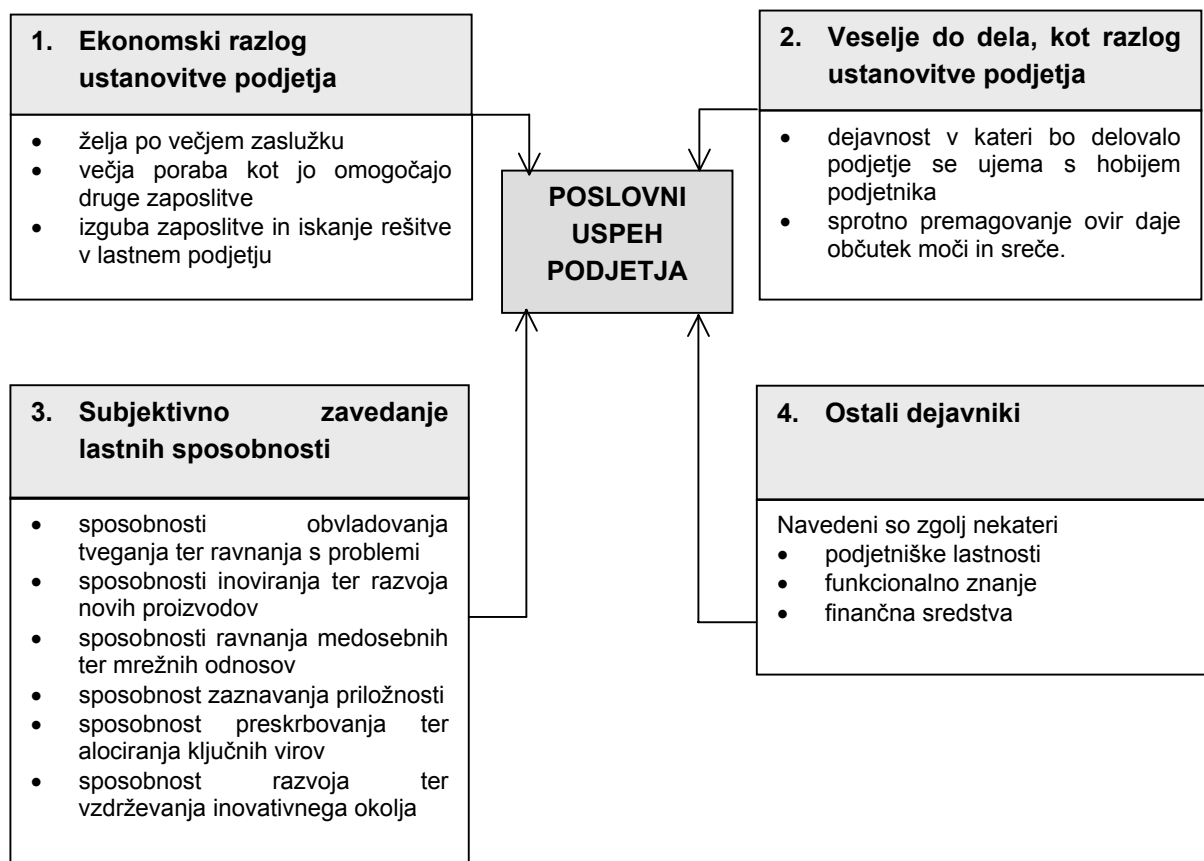 1. Ekonomski razlog
ustanovitve podjetja
• želja po večjem zaslužku
• večja poraba kot jo omogočajo
druge zaposlitve
• izguba zaposlitve in iskanje rešitve
v lastnem podjetju
2. Veselje do dela, kot razlog
ustanovitve podjetja
• dejavnost v kateri bo delovalo
podjetje se ujema s hobijem
podjetnika
• sprotno premagovanje ovir daje
občutek moči in sreče.
POSLOVNI
USPEH
PODJETJA
3. Subjektivno zavedanje
lastnih sposobnosti
• sposobnosti obvladovanja
tveganja ter ravnanja s problemi
• sposobnosti inoviranja ter razvoja
novih proizvodov
• sposobnosti ravnanja medosebnih
ter mrežnih odnosov
• sposobnost zaznavanja priložnosti
• sposobnost preskrbovanja ter
alociranja ključnih virov
• sposobnost razvoja ter
vzdrževanja inovativnega okolja
4. Ostali dejavniki
Navedeni so zgolj nekateri
• podjetniške lastnosti
• funkcionalno znanje
• finančna sredstva